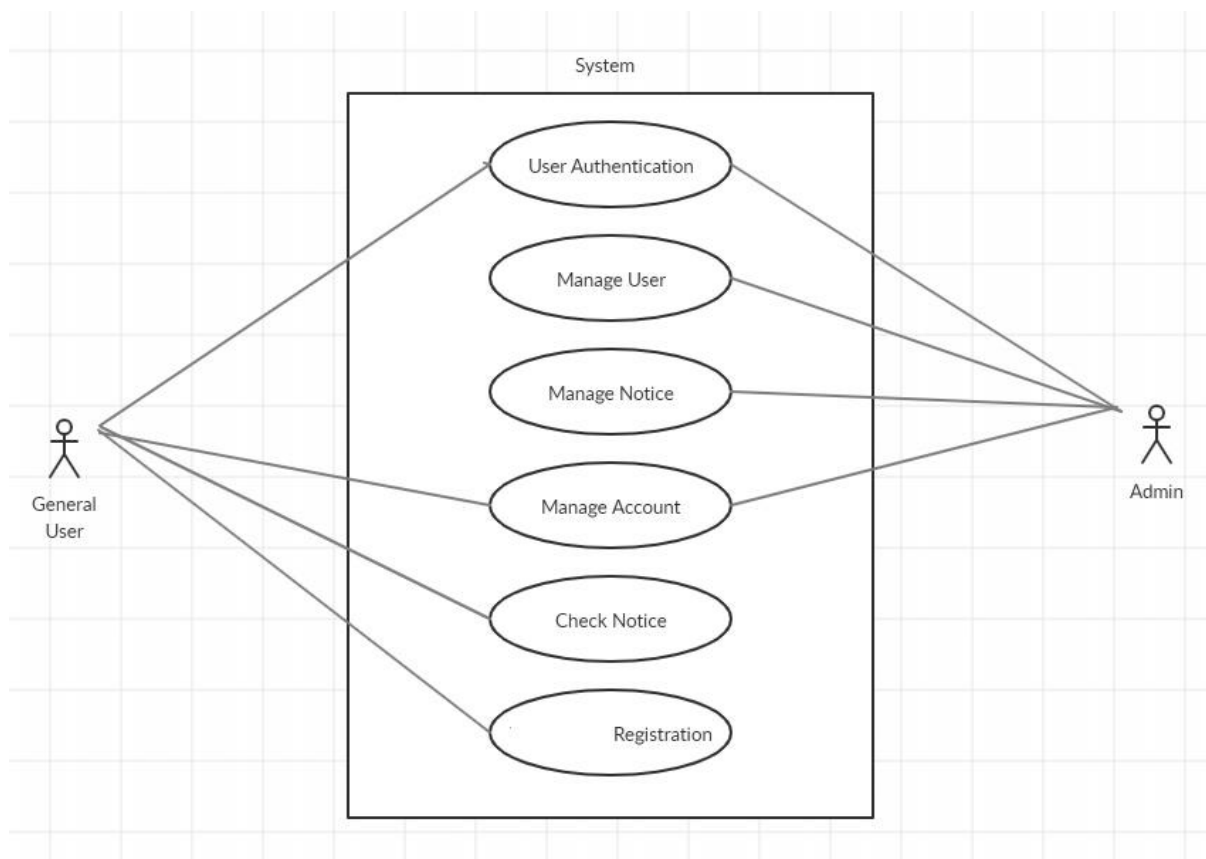 System
User Authentication
Manage User
Manage Notice
Manage Account
Check Notice
Registration
General
User
Admin